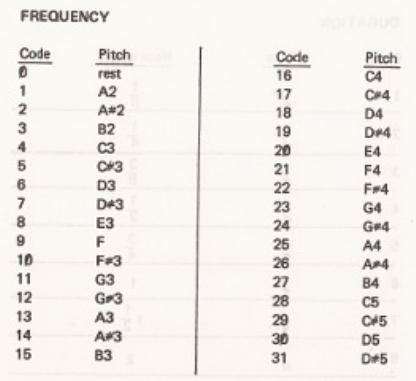 FREQUENCY
Code Pitch
0 rest
1 A2
2 A#2
3 B2
4 C3
5 C#3
6 D3
7 D#3
8 E3
9 F
10 F#3
11 G3
12 G#3
13 A3
14 A#3
15 B3
Code Pitch
16 C4
17 C#4
18 D4
19 D#4
20 E4
21 F4
22 F#4
23 G4
24 G#4
25 A4
26 A#4
27 B4
28 C5
29 C#5
30 D5
31 D#5